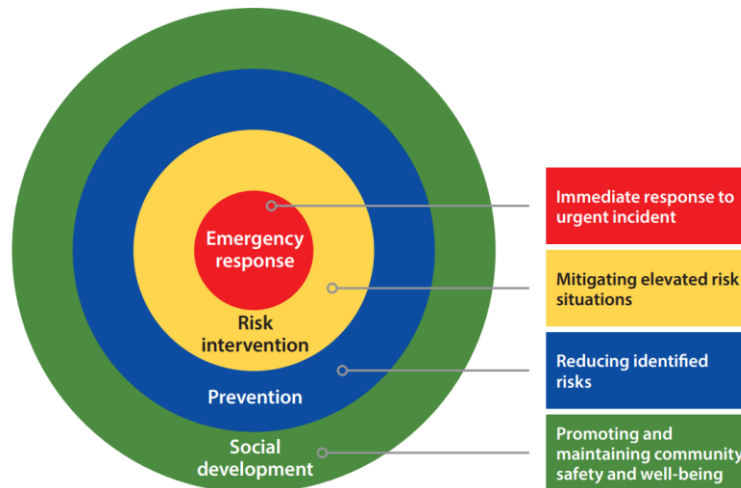 Emergency
response
Risk
intervention
Prevention
Social
development
Immediate response to
urgent incident
Mitigating elevated risk
situations
Reducing identified
risks
Promoting and
maintaining community
safety and well-being